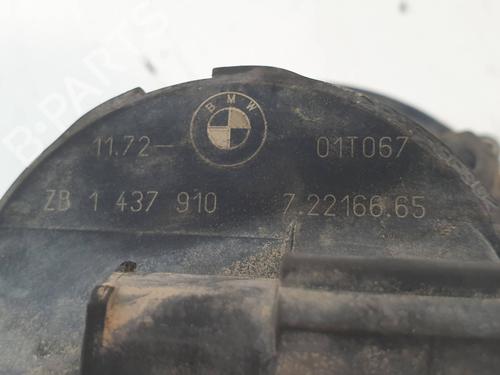 BMW
11.72-
01T067
ZB 1 437 910
7.22166.65
B-PARTS